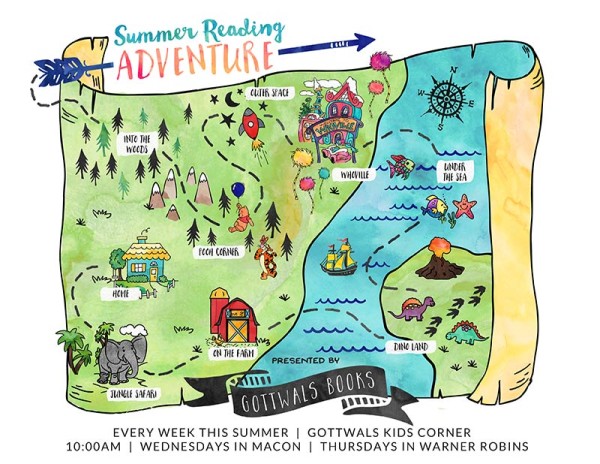 Summer Reading
ADVENTURE
OUTER SPACE
INTO THE
WOODS
WHOVILLE
WHOVILLE
UNDER
THE SEA
N
E
S
W
POOH CORNER
HOME
ON THE FARM
DINO LAND
JUNGLE SAFARI
PRESENTED BY
GOTTWALS BOOKS
EVERY WEEK THIS SUMMER | GOTTWALS KIDS CORNER
10:00AM | WEDNESDAYS IN MACON | THURSDAYS IN WARNER ROBINS